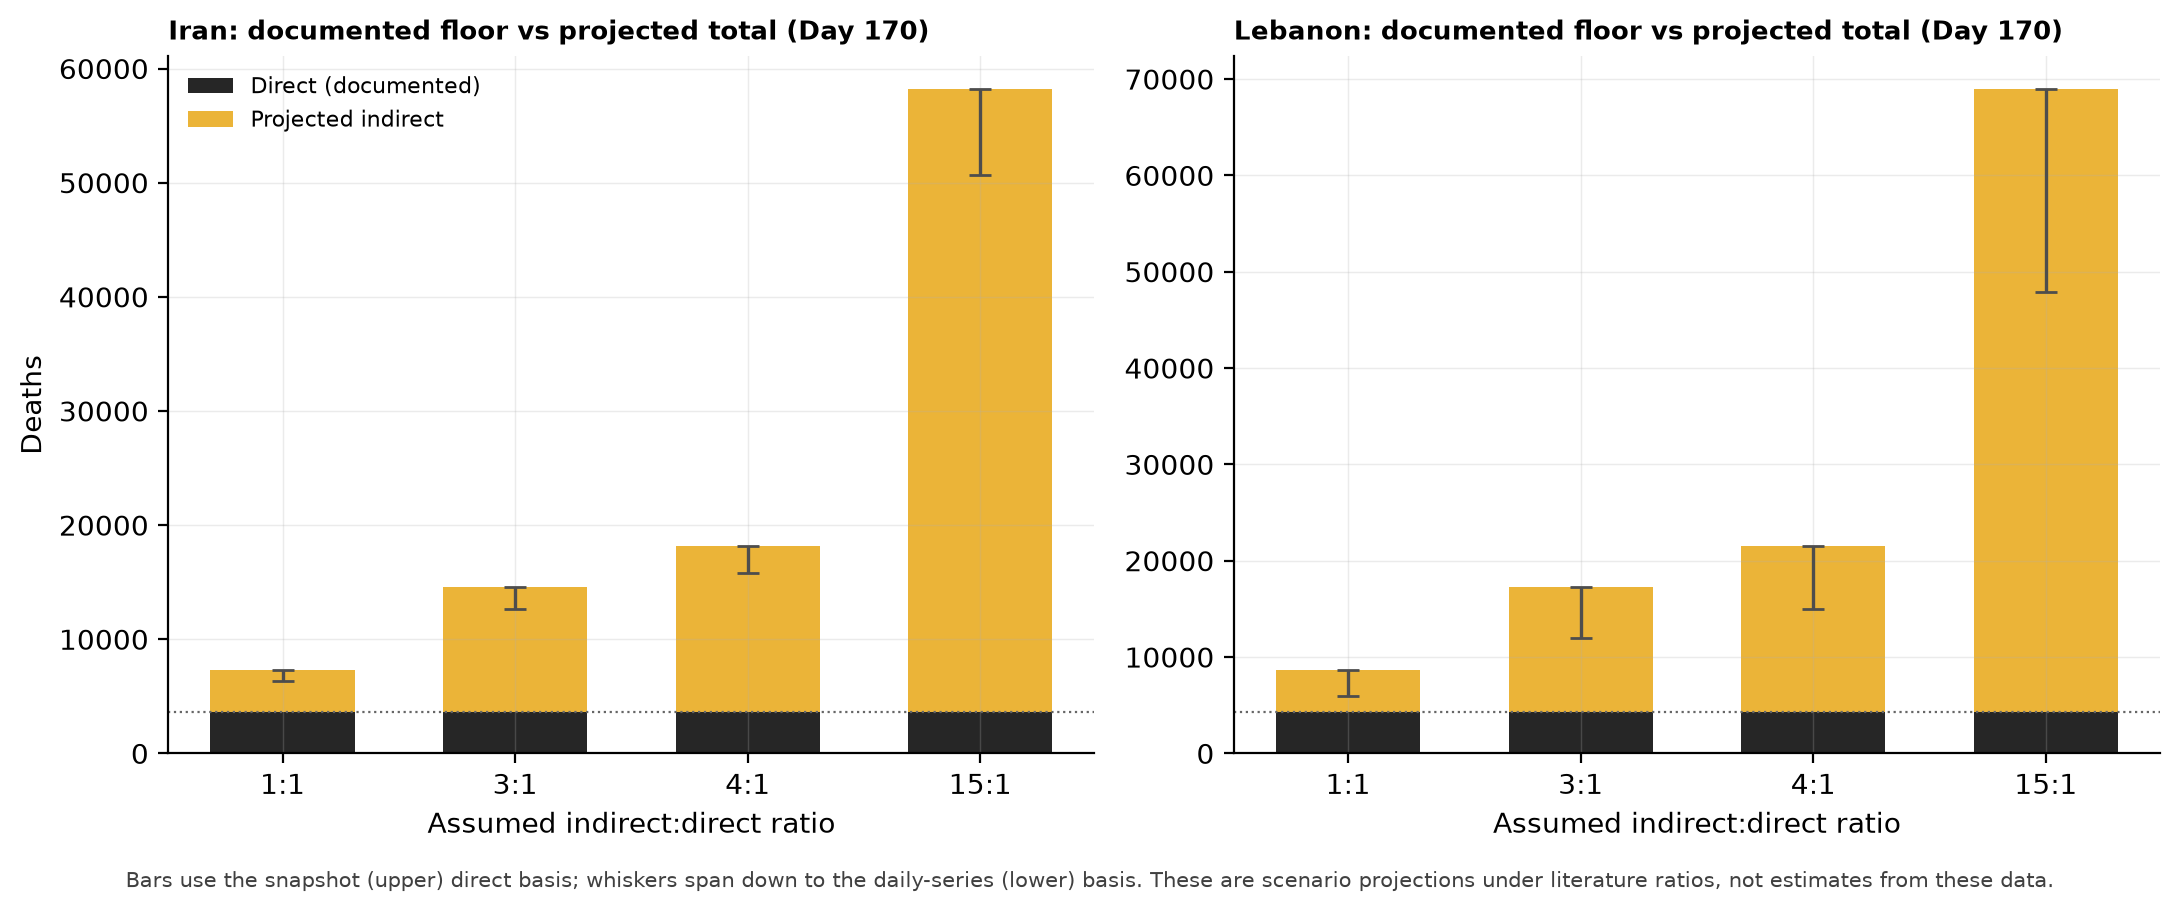 Iran: documented floor vs projected total (Day 170)
60000
50000
40000
30000
20000
10000
0
Deaths
Direct (documented)
Projected indirect
1:1 3:1 4:1 15:1
Assumed indirect:direct ratio
Lebanon: documented floor vs projected total (Day 170)
70000
60000
50000
40000
30000
20000
10000
0
1:1 3:1 4:1 15:1
Assumed indirect:direct ratio
Bars use the snapshot (upper) direct basis; whiskers span down to the daily-series (lower) basis. These are scenario projections under literature ratios, not estimates from these data.